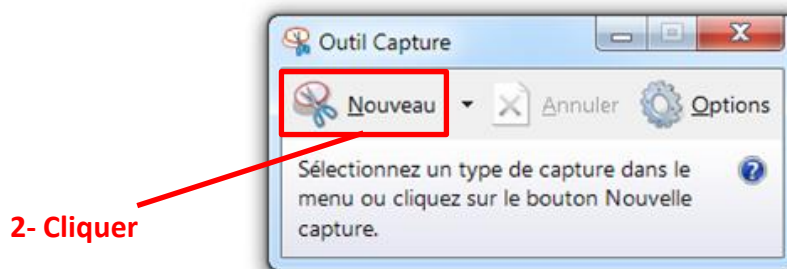 Outil Capture
Nouveau Annuler Options
Sélectionnez un type de capture dans le
menu ou cliquez sur le bouton Nouvelle
capture.
2- Cliquer